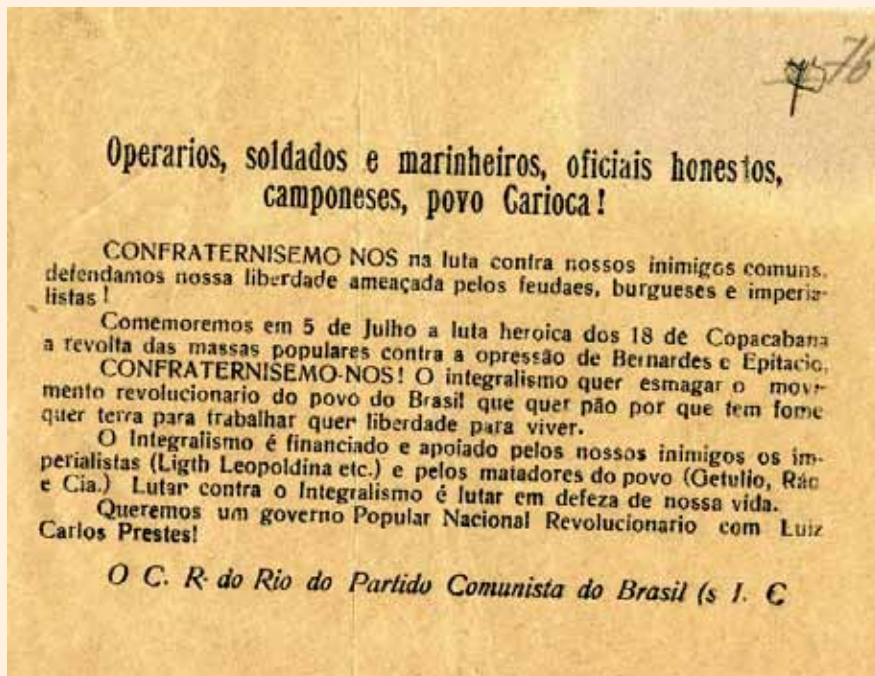 76
Operarios, soldados e marinheiros, oficiais honestos,
camponeses, povo Carioca!
CONFRATERNISEMO NOS na luta contra nossos inimigos comuns,
defendamos nossa liberdade ameaçada pelos feudaes, burgueses e imperia-
listas!
Comemoremos em 5 de Julho a luta heroica dos 18 de Copacabana
a revolta das massas populares contra a opressão de Bernardes e Epitacio.
CONFRATERNISEMO-NOS! O integralismo quer esmagar o movi-
mento revolucionario do povo do Brasil que quer pão por que tem fome
quer terra para trabalhar quer liberdade para viver.
O Integralismo é financiado e apoiado pelos nossos inimigos os im-
perialistas (Ligth Leopoldina etc.) e pelos matadores do povo (Getulio, Ráo
e Cia.) Lutar contra o Integralismo é lutar em defeza de nossa vida.
Queremos um governo Popular Nacional Revolucionario com Luiz
Carlos Prestes!
O C. R. do Rio do Partido Comunista do Brasil (s I. C